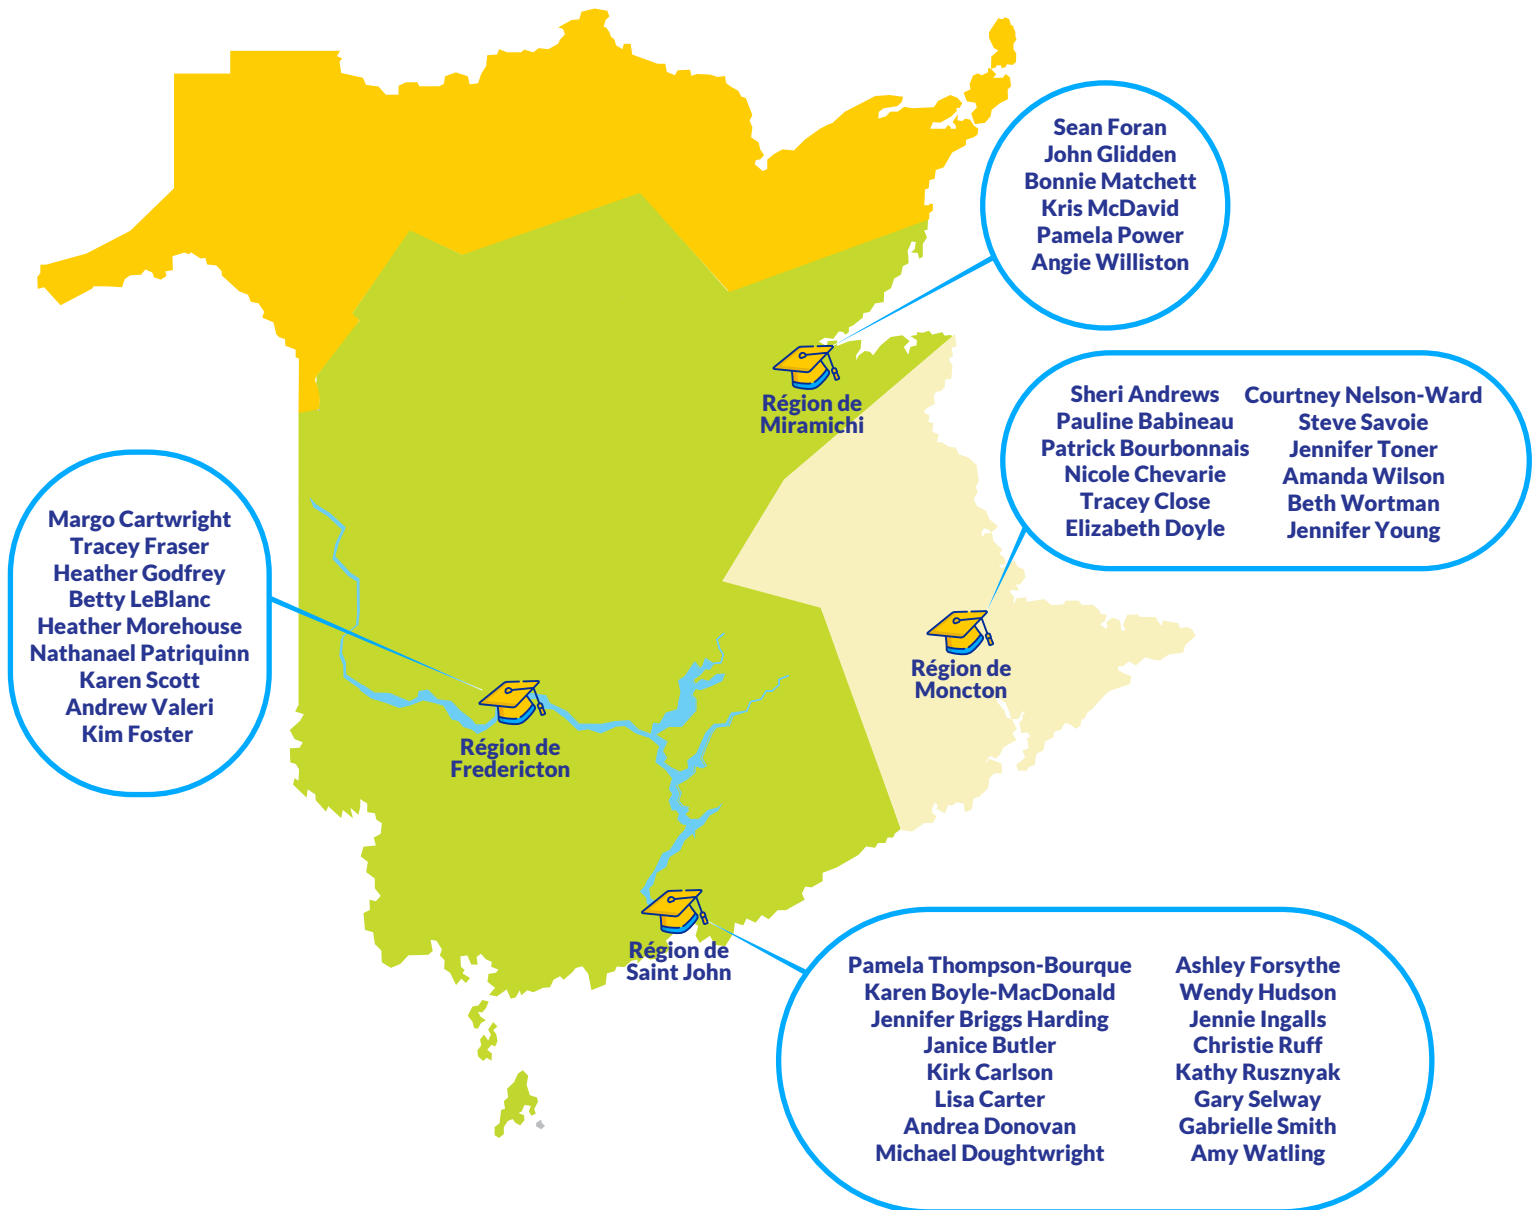 Sean Foran
John Glidden
Bonnie Matchett
Kris McDavid
Pamela Power
Angie Williston
Région de
Miramichi
Sheri Andrews
Pauline Babineau
Patrick Bourbonnais
Nicole Chevarie
Tracey Close
Elizabeth Doyle
Courtney Nelson-Ward
Steve Savoie
Jennifer Toner
Amanda Wilson
Beth Wortman
Jennifer Young
Région de
Moncton
Margo Cartwright
Tracey Fraser
Heather Godfrey
Betty LeBlanc
Heather Morehouse
Nathanael Patriquinn
Karen Scott
Andrew Valeri
Kim Foster
Région de
Fredericton
Région de
Saint John
Pamela Thompson-Bourque
Karen Boyle-MacDonald
Jennifer Briggs Harding
Janice Butler
Kirk Carlson
Lisa Carter
Andrea Donovan
Michael Doughtwright
Ashley Forsythe
Wendy Hudson
Jennie Ingalls
Christie Ruff
Kathy Rusznyak
Gary Selway
Gabrielle Smith
Amy Watling